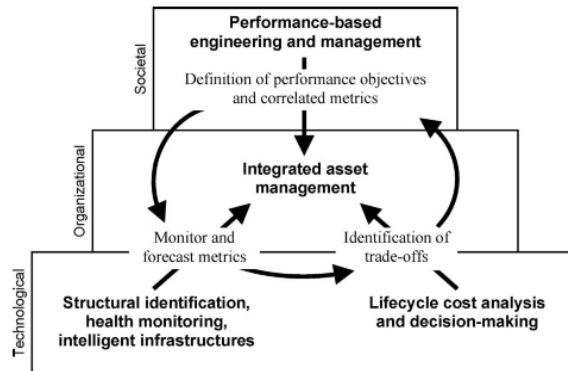 Societal
Performance-based
engineering and management
Definition of performance objectives
and correlated metrics
Organizational
Integrated asset
management
Monitor and
forecast metrics
Identification of
trade-offs
Technological
Structural identification,
health monitoring,
intelligent infrastructures
Lifecycle cost analysis
and decision-making